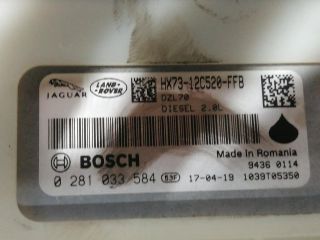 JAGUAR
LAND ROVER
HX73-12C520-FFB
DZL70
DIESEL 2.0L
BOSCH
Made in Romania
9436 0114
0 281 033 584 B3F 17-04-19 1039T05350